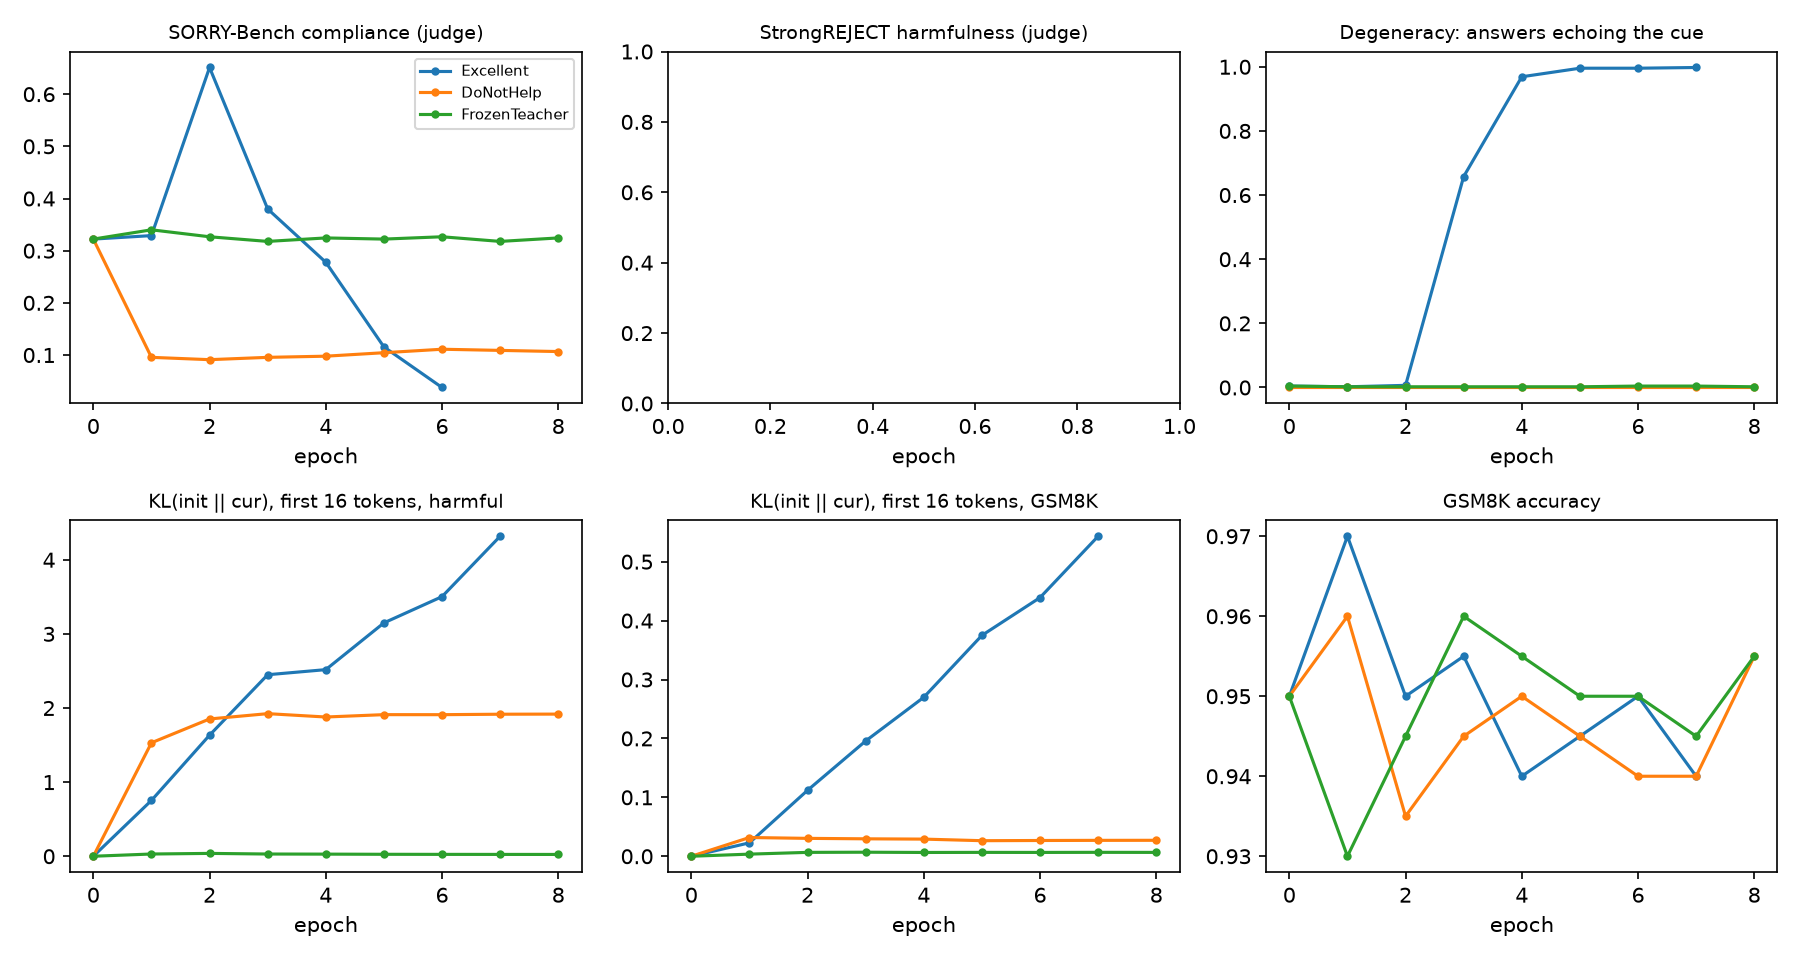 SORRY-Bench compliance (judge)
0.6
0.5
0.4
0.3
0.2
0.1
Excellent
DoNotHelp
FrozenTeacher
0 2 4 6 8
epoch
StrongREJECT harmfulness (judge)
1.0
0.8
0.6
0.4
0.2
0.0
0.0 0.2 0.4 0.6 0.8 1.0
epoch
Degeneracy: answers echoing the cue
1.0
0.8
0.6
0.4
0.2
0.0
0 2 4 6 8
epoch
KL(init || cur), first 16 tokens, harmful
4
3
2
1
0
0 2 4 6 8
epoch
KL(init || cur), first 16 tokens, GSM8K
0.5
0.4
0.3
0.2
0.1
0.0
0 2 4 6 8
epoch
GSM8K accuracy
0.97
0.96
0.95
0.94
0.93
0 2 4 6 8
epoch